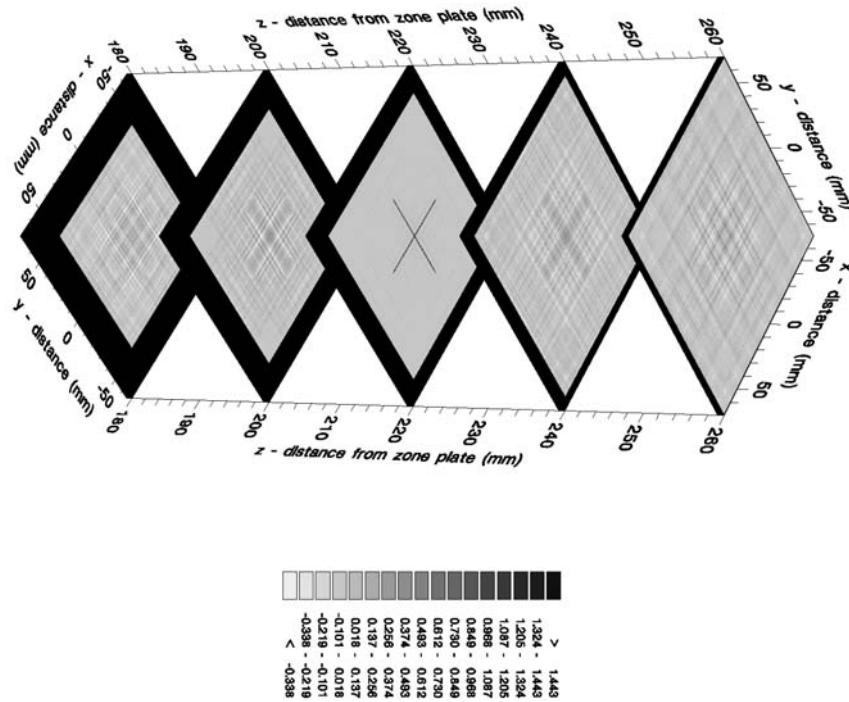 z - distance from zone plate (mm)
180 190 200 210 220 230 240 250 260
x - distance (mm)
-50 0 50
y - distance (mm)
50 0 -50
y - distance (mm)
50 0 -50
x - distance (mm)
-50 0 50
180 190 200 210 220 230 240 250 260
z - distance from zone plate (mm)
> 1.443
1.324 - 1.443
1.205 - 1.324
1.087 - 1.205
0.968 - 1.087
0.849 - 0.968
0.730 - 0.849
0.612 - 0.730
0.493 - 0.612
0.374 - 0.493
0.256 - 0.374
0.137 - 0.256
0.018 - 0.137
-0.101 - 0.018
-0.219 - -0.101
-0.338 - -0.219
< -0.338